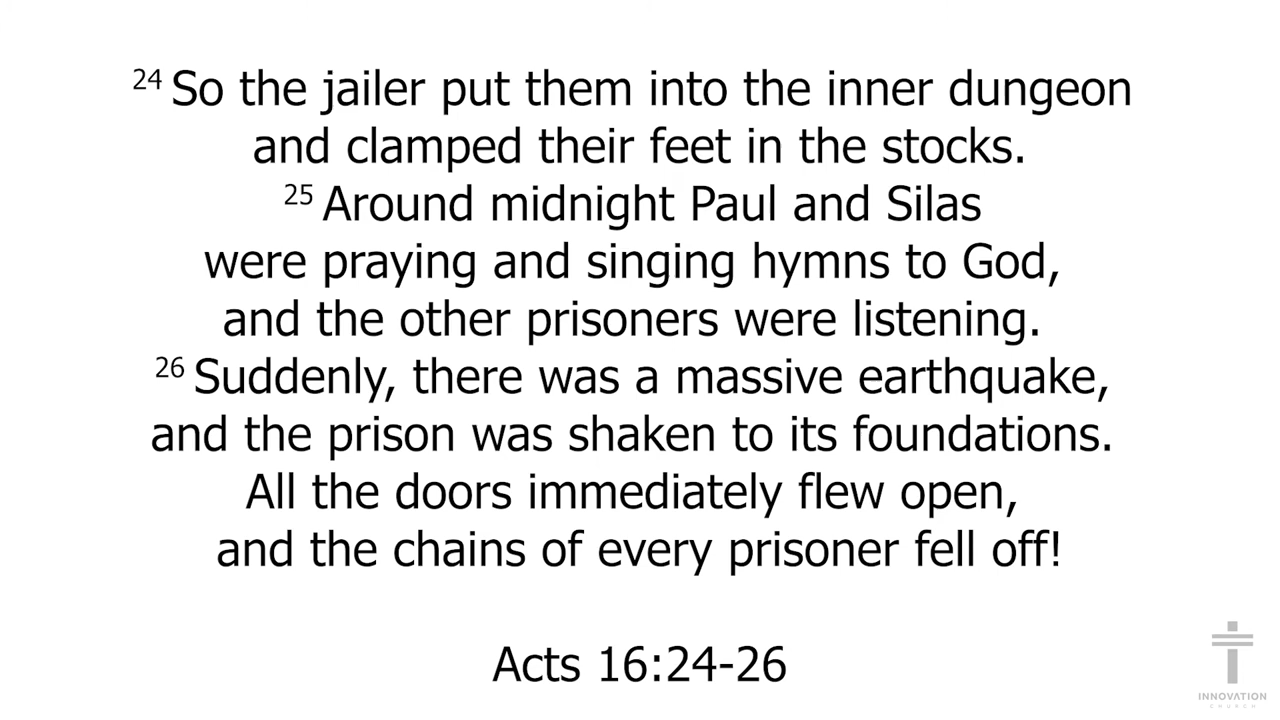 24 So the jailer put them into the inner dungeon
and clamped their feet in the stocks.
25 Around midnight Paul and Silas
were praying and singing hymns to God,
and the other prisoners were listening.
26 Suddenly, there was a massive earthquake,
and the prison was shaken to its foundations.
All the doors immediately flew open,
and the chains of every prisoner fell off!
Acts 16:24-26
INNOVATION
CHURCH